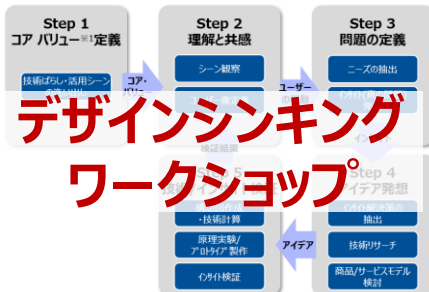 Step 1
コア バリュー※1定義
技術ばらし・活用シーン
コア・
バリュー
Step 2
理解と共感
シーン観察
ユーザーの
Step 3
問題の定義
ニーズの抽出
デザインシンキング
ワークショップ
検証結果
Step 4
アイデア発想
抽出
技術リサーチ
商品/サービスモデル
検討
アイデア
・技術計算
原理実験/
プロトタイプ製作
インサイト検証